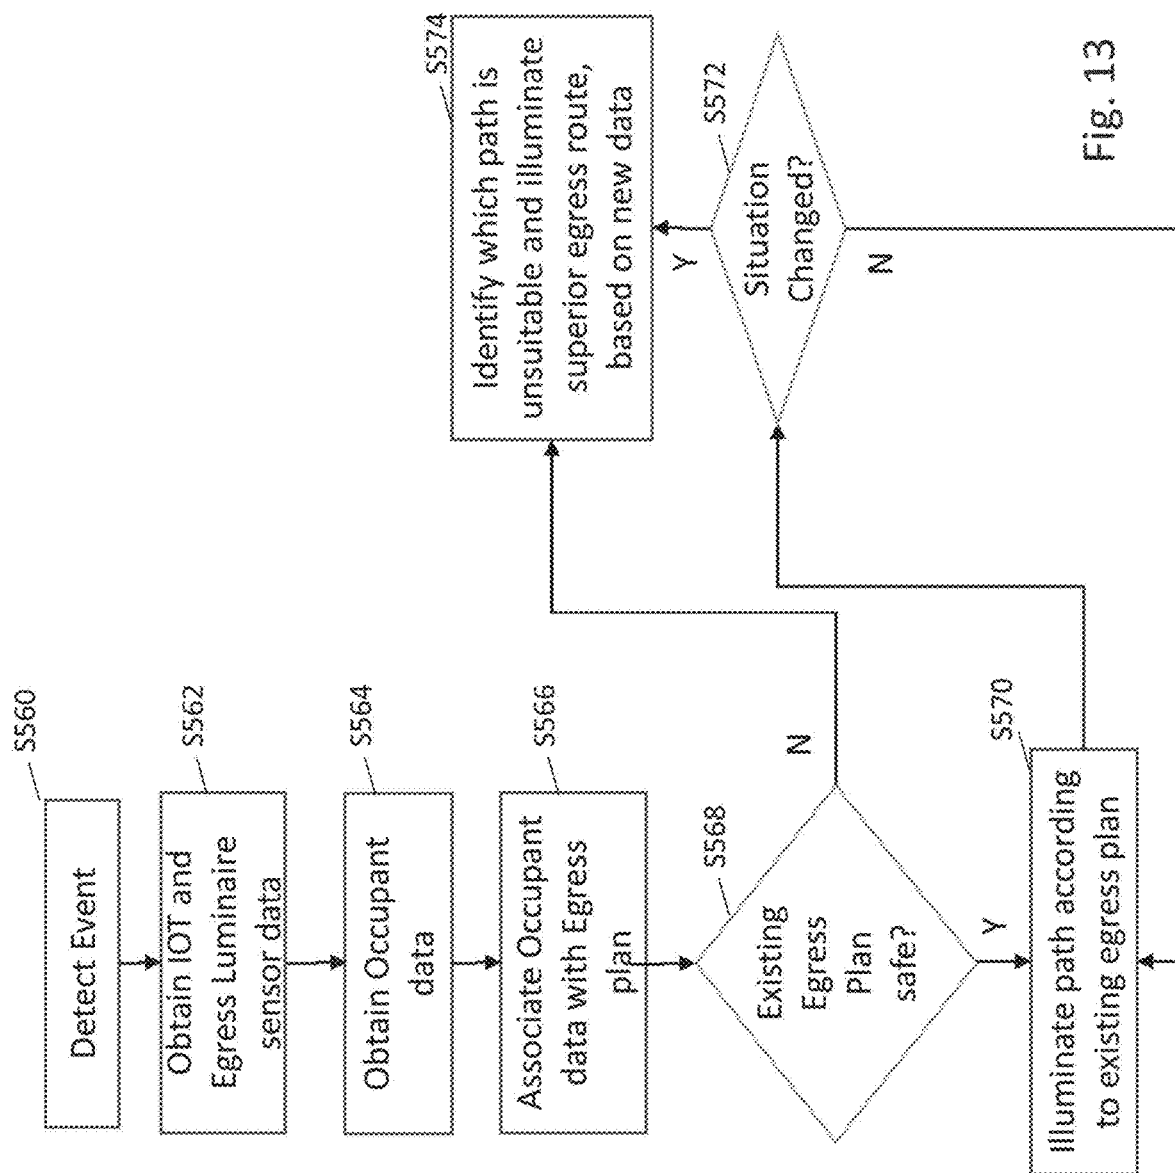 S560
Detect Event
S562
Obtain IOT and
Egress Luminaire
sensor data
S564
Obtain Occupant
data
S566
Associate Occupant
data with Egress
plan
S568
Existing
Egress
Plan
safe?
N
Y
S570
Illuminate path according
to existing egress plan
S574
Identify which path is
unsuitable and illuminate
superior egress route,
based on new data
Y
S572
Situation
Changed?
N
Fig. 13